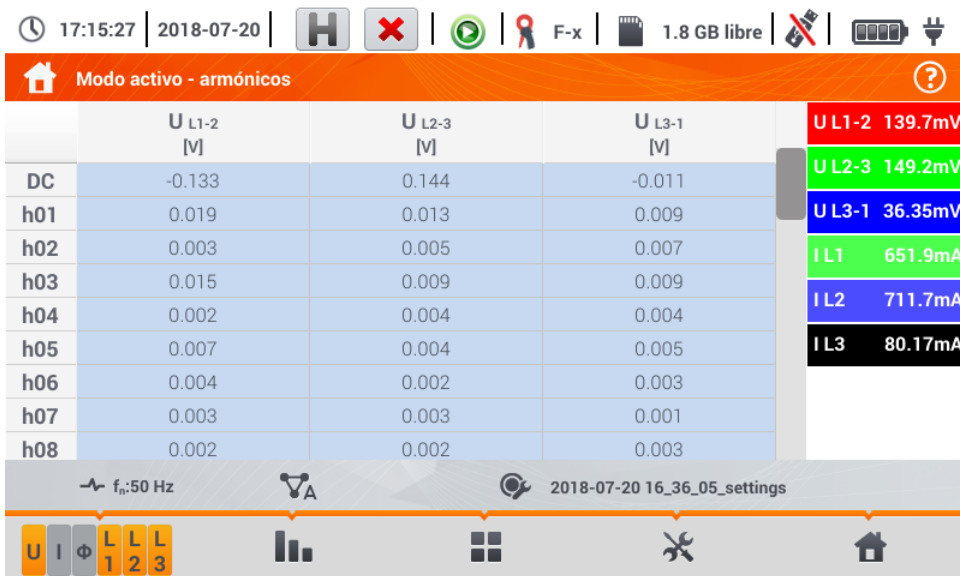 17:15:27 2018-07-20 H F-x 1.8 GB libre
Modo activo - armónicos ?
U L1-2 U L2-3 U L3-1
[V] [V] [V]
DC -0.133 0.144 -0.011
h01 0.019 0.013 0.009
h02 0.003 0.005 0.007
h03 0.015 0.009 0.009
h04 0.002 0.004 0.004
h05 0.007 0.004 0.005
h06 0.004 0.002 0.003
h07 0.003 0.003 0.001
h08 0.002 0.002 0.003
U L1-2 139.7mV
U L2-3 149.2mV
U L3-1 36.35mV
I L1 651.9mA
I L2 711.7mA
I L3 80.17mA
fn:50 Hz A 2018-07-20 16_36_05_settings
U I Φ L1 L2 L3